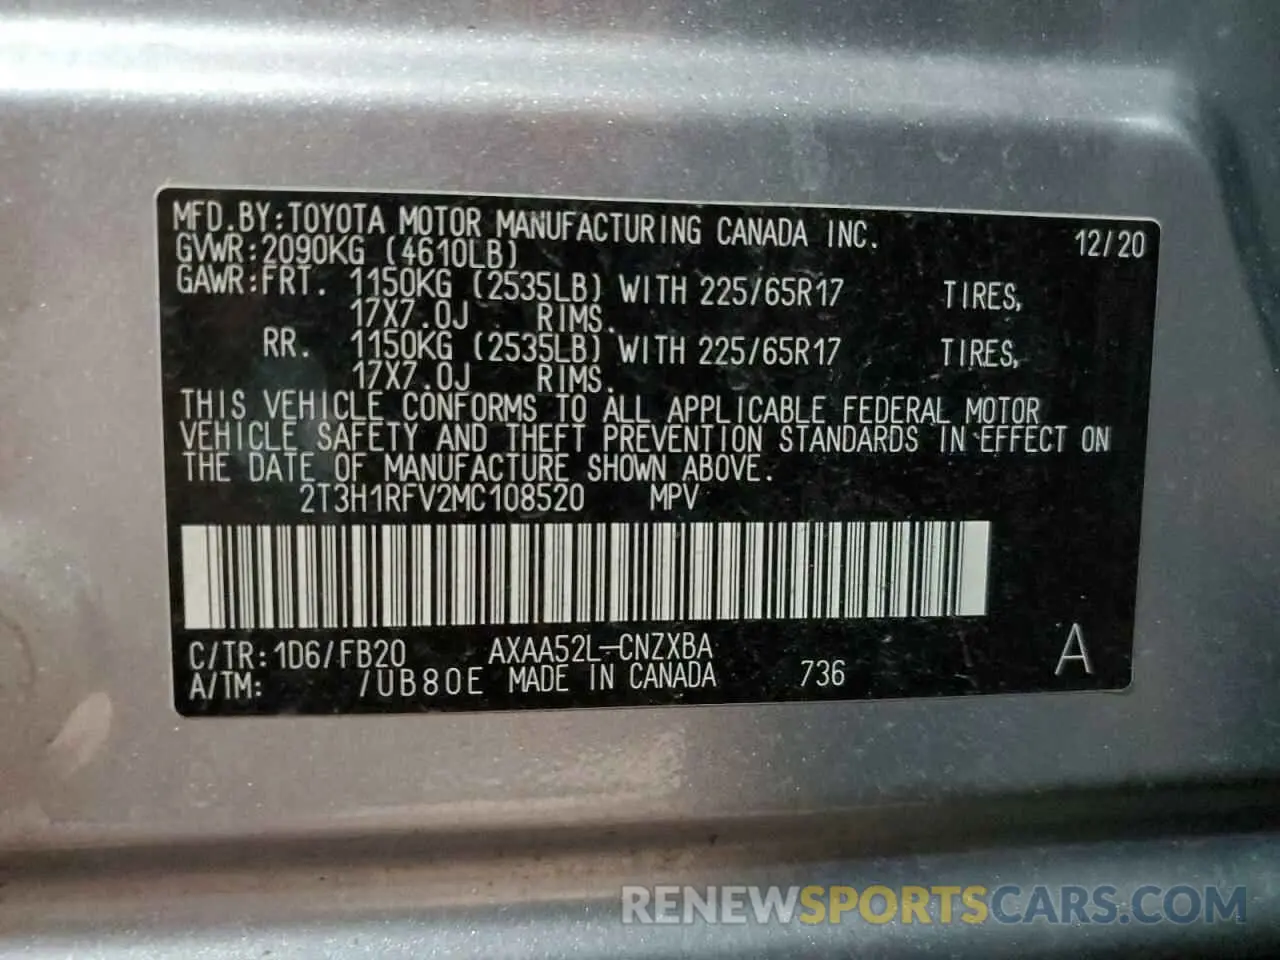 MFD.BY:TOYOTA MOTOR MANUFACTURING CANADA INC. 12/20
GVWR:2090KG (4610LB)
GAWR:FRT. 1150KG (2535LB) WITH 225/65R17 TIRES,
17X7.0J RIMS.
RR. 1150KG (2535LB) WITH 225/65R17 TIRES,
17X7.0J RIMS.
THIS VEHICLE CONFORMS TO ALL APPLICABLE FEDERAL MOTOR
VEHICLE SAFETY AND THEFT PREVENTION STANDARDS IN EFFECT ON
THE DATE OF MANUFACTURE SHOWN ABOVE.
2T3H1RFV2MC108520 MPV
C/TR:1D6/FB20 AXAA52L-CNZXBA
A/TM: /UB80E MADE IN CANADA 736 A
RENEWSPORTSCARS.COM